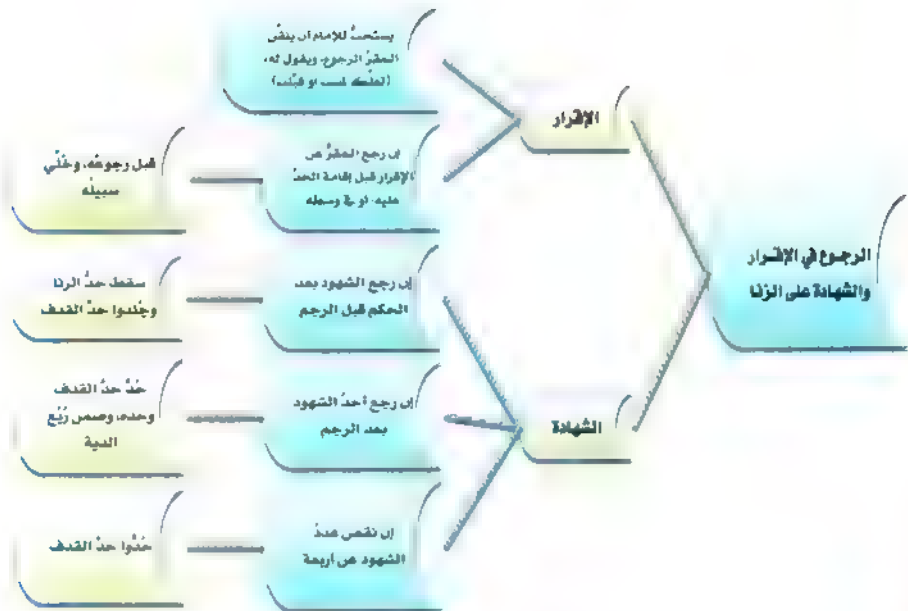 الرجوع في الإقرار
والشهادة على الزنا
الإقرار
يستحبُّ للإمام أن يلقّن
المقرّ الرجوع، ويقول له:
(لعلّك لمست أو قبّلت)
إن رجع المقرُّ عن
الإقرار قبل إقامة الحدّ
عليه، أو في وسطه
قبل رجوعُه، وخُلّي
سبيلُه
الشهادة
إن رجع الشهود بعد
الحكم قبل الرجم
سقط حدُّ الزنا
وجُلدوا حدَّ القذف
إن رجع أحدُ الشهود
بعد الرجم
حُدَّ حدَّ القذف
وحده، وضمن رُبْع
الدية
إن نقص عددُ
الشهود عن أربعة
حُدُّوا حدَّ القذف